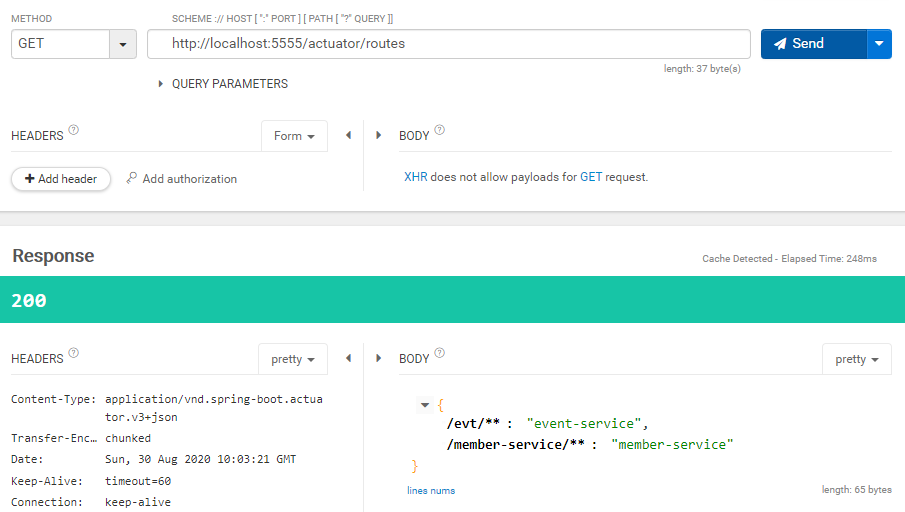 METHOD
SCHEME :// HOST [ ":" PORT ] [ PATH [ "?" QUERY ]]
GET
http://localhost:5555/actuator/routes
Send
length: 37 byte(s)
QUERY PARAMETERS
HEADERS ?
Form
BODY ?
Add header
Add authorization
XHR does not allow payloads for GET request.
Response
Cache Detected - Elapsed Time: 248ms
200
HEADERS ?
pretty
BODY ?
pretty
Content-Type: application/vnd.spring-boot.actua
tor.v3+json
Transfer-Enc… chunked
Date: Sun, 30 Aug 2020 10:03:21 GMT
Keep-Alive: timeout=60
Connection: keep-alive
{
/evt/** : "event-service",
/member-service/** : "member-service"
}
lines nums
length: 65 bytes